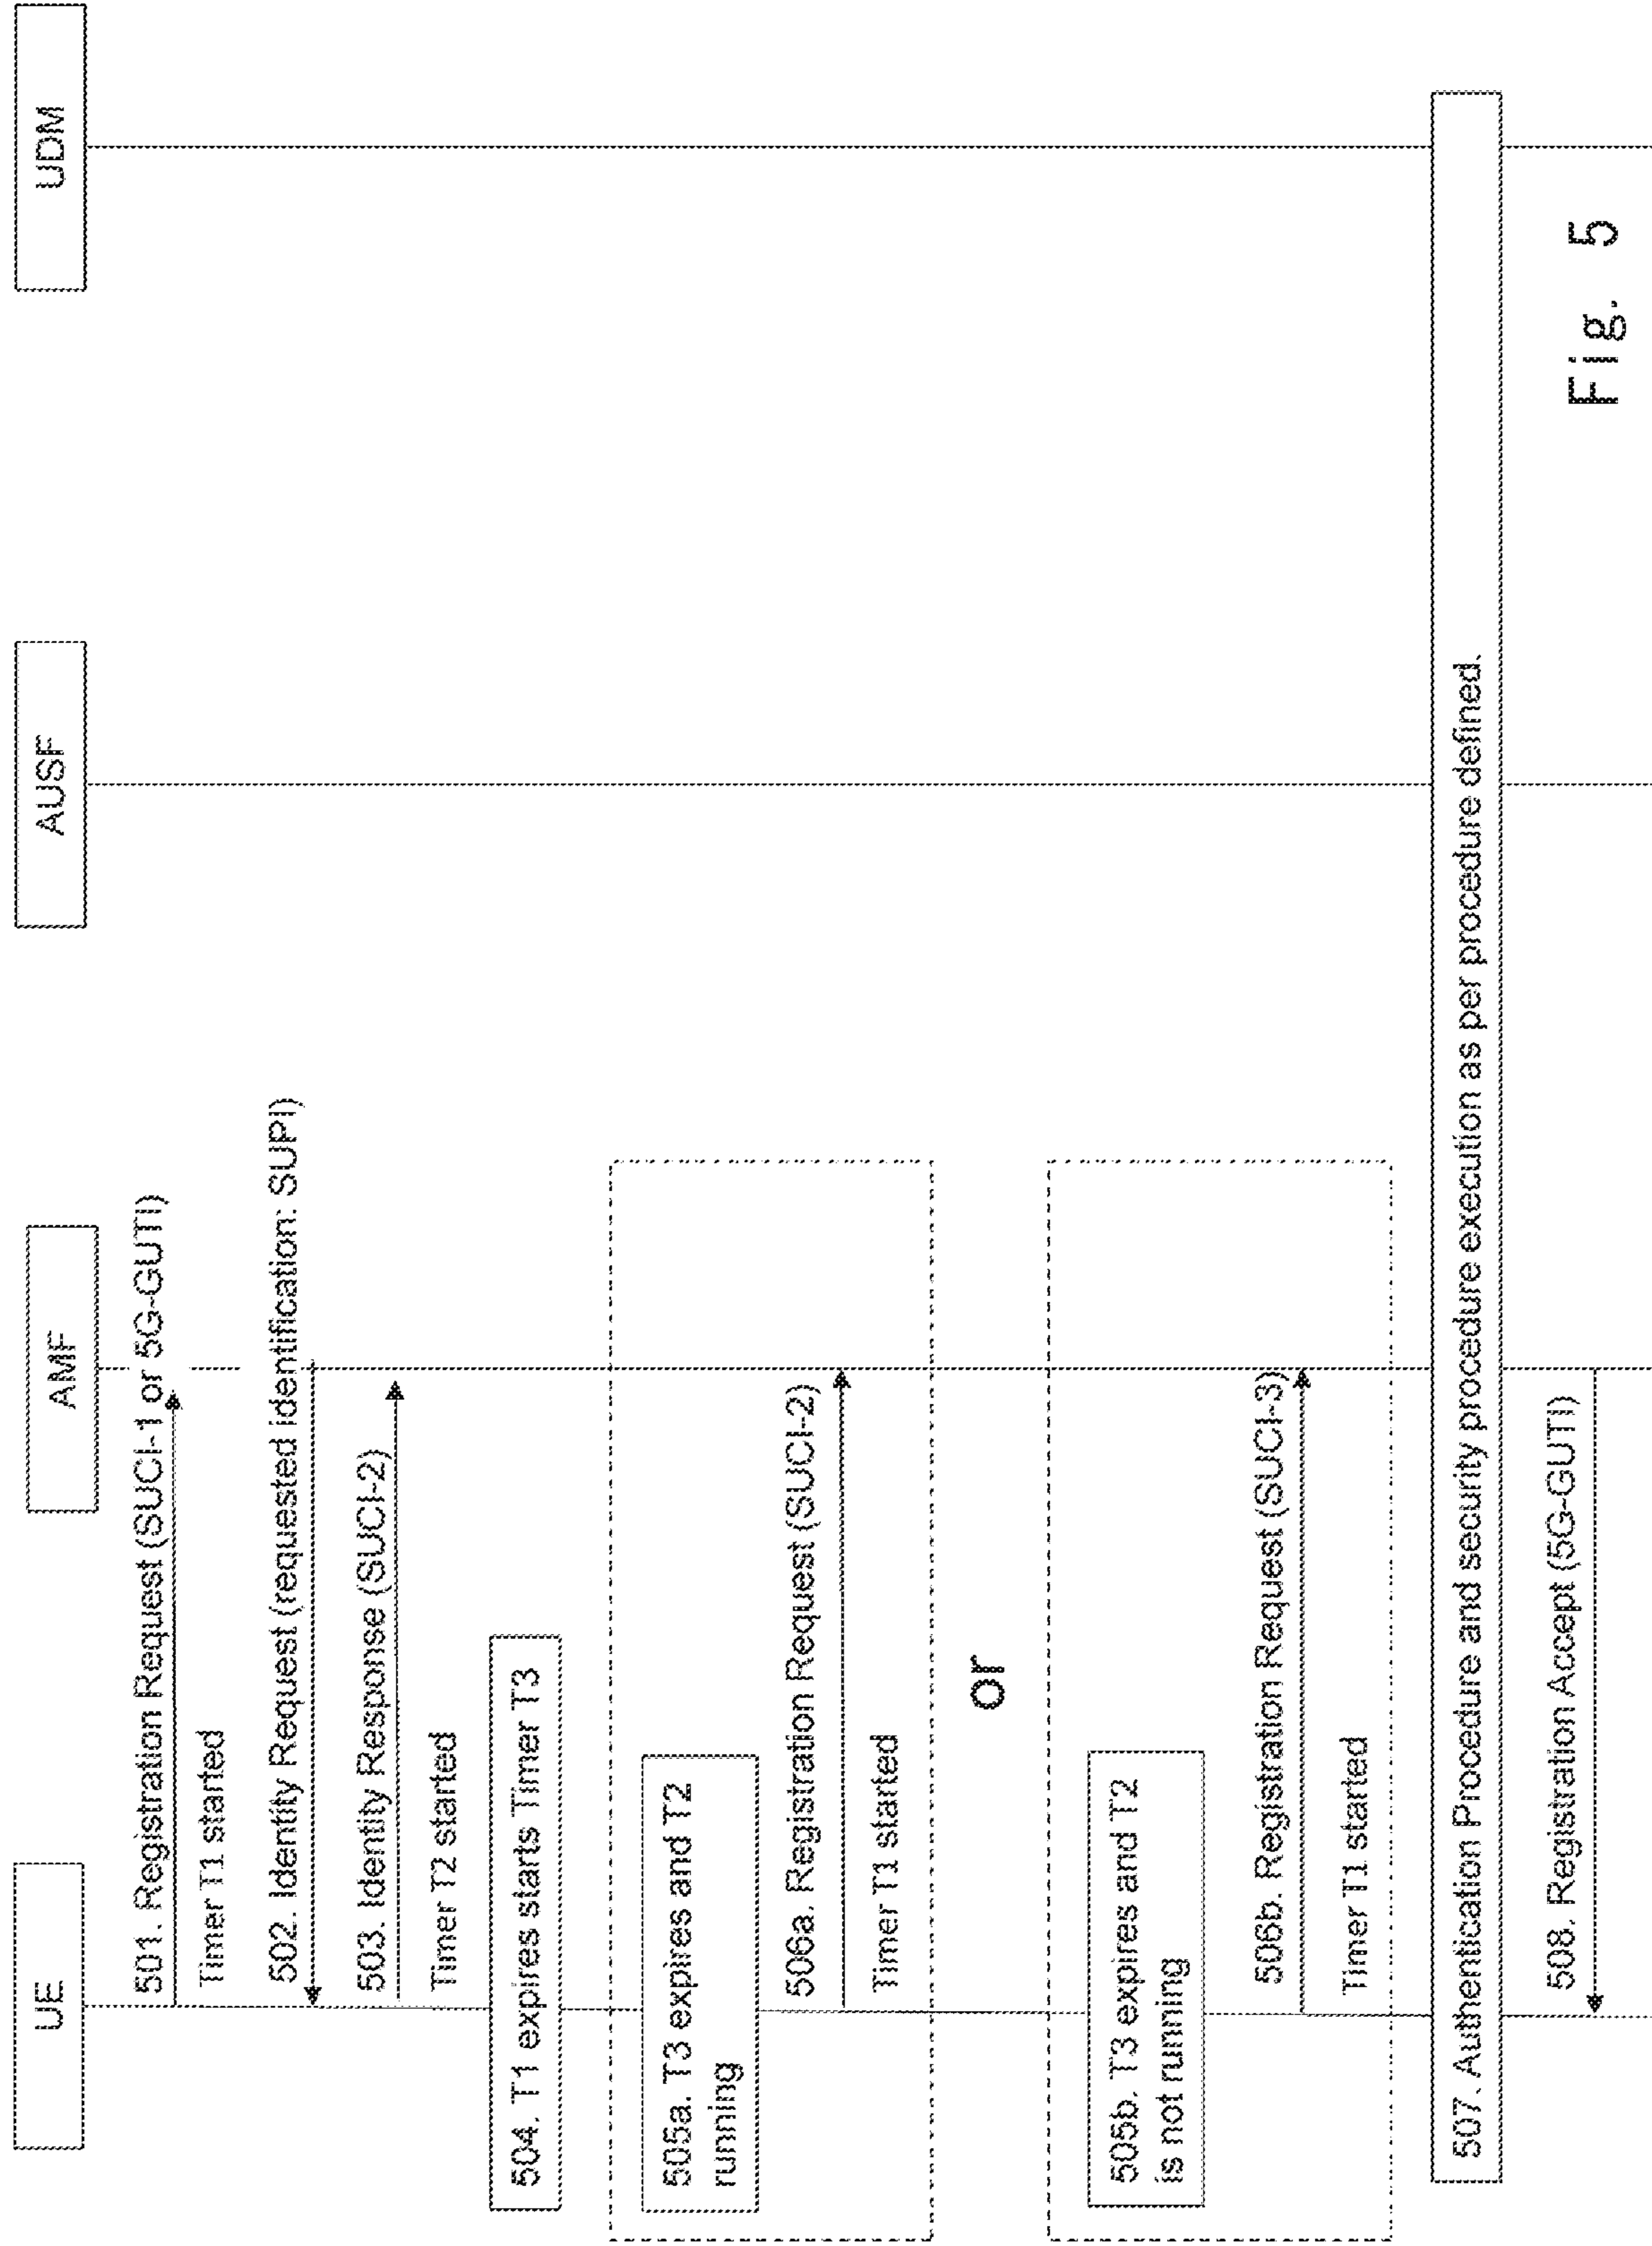 UE
AMF
AUSF
UDM
501. Registration Request (SUCI-1 or 5G-GUTI)
Timer T1 started
502. Identity Request (requested identification: SUPI)
503. Identity Response (SUCI-2)
Timer T2 started
504. T1 expires starts Timer T3
505a. T3 expires and T2
running
506a. Registration Request (SUCI-2)
Timer T1 started
or
505b. T3 expires and T2
is not running
506b. Registration Request (SUCI-3)
Timer T1 started
507. Authentication Procedure and security procedure execution as per procedure defined.
508. Registration Accept (5G-GUTI)
Fig. 5